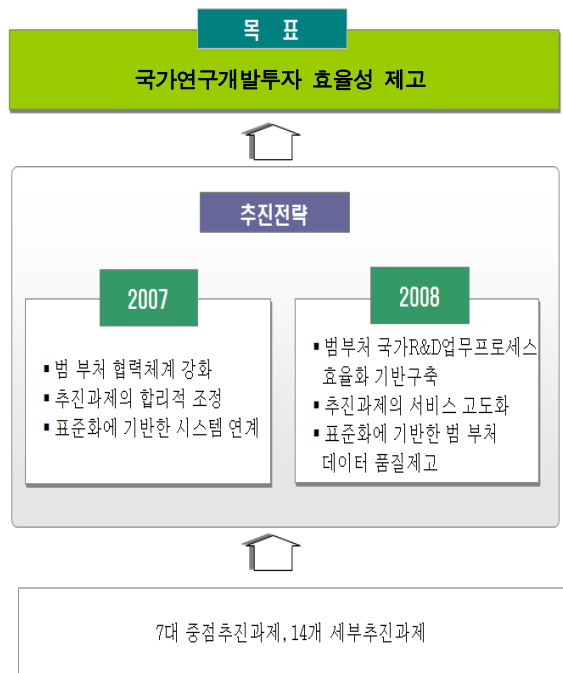 목 표
국가연구개발투자 효율성 제고
추진전략
2007
▪범 부처 협력체계 강화
▪추진과제의 합리적 조정
▪표준화에 기반한 시스템 연계
2008
▪범부처 국가R&D업무프로세스
효율화 기반구축
▪추진과제의 서비스 고도화
▪표준화에 기반한 범 부처
데이터 품질제고
7대 중점추진과제, 14개 세부추진과제